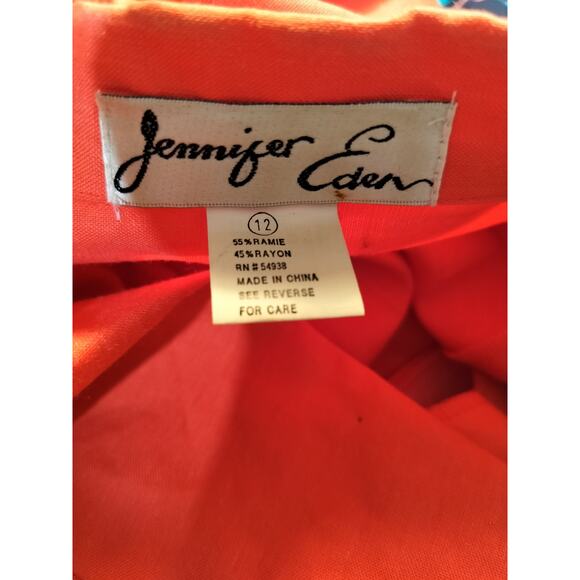 Jennifer Eden
12
55% RAMIE
45% RAYON
RN# 54938
MADE IN CHINA
SEE REVERSE
FOR CARE